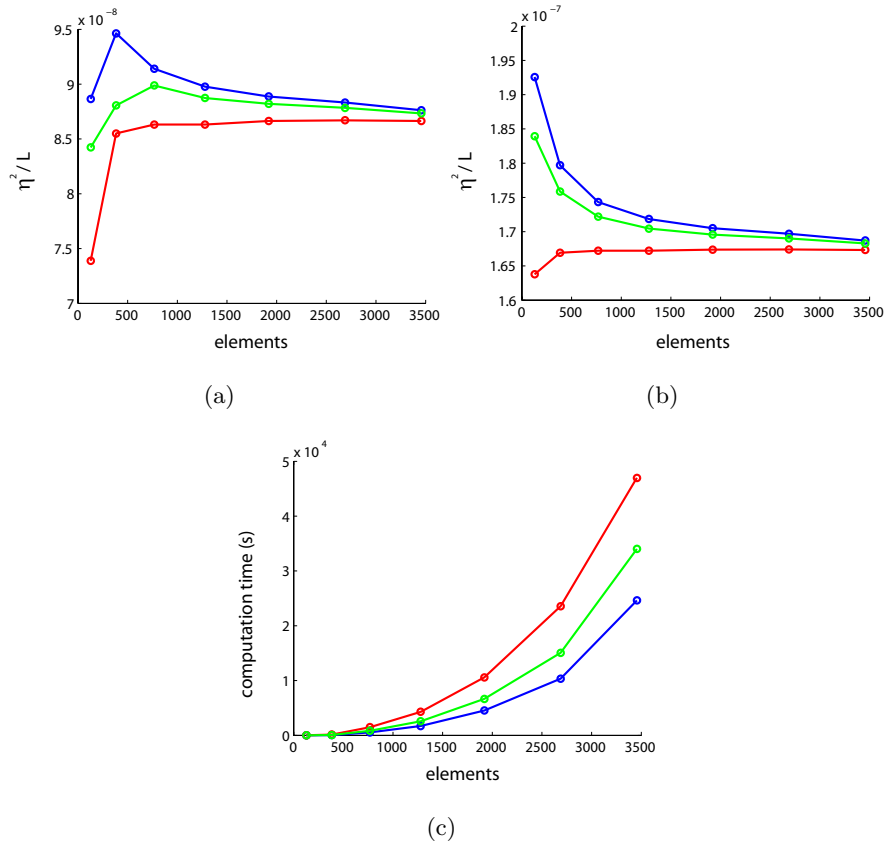 x 10⁻⁸
9.5
9
8.5
8
7.5
7
η²/ L
0 500 1000 1500 2000 2500 3000 3500
elements
(a)
x 10⁻⁷
2
1.95
1.9
1.85
1.8
1.75
1.7
1.65
1.6
η²/ L
0 500 1000 1500 2000 2500 3000 3500
elements
(b)
x 10⁴
5
4
3
2
1
0
computation time (s)
0 500 1000 1500 2000 2500 3000 3500
elements
(c)